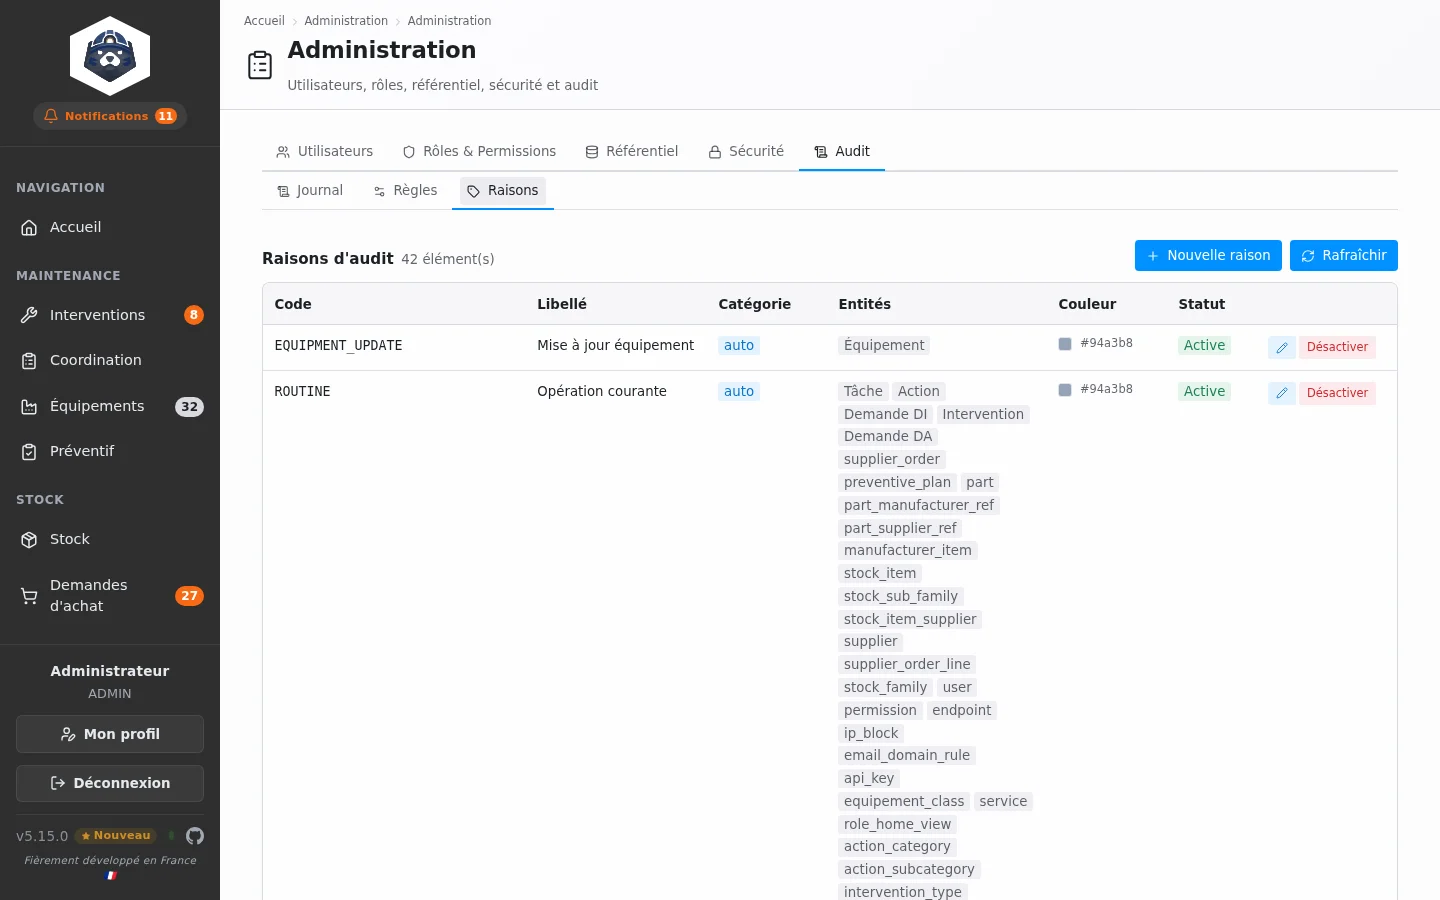 Notifications 11
NAVIGATION
Accueil
MAINTENANCE
Interventions 8
Coordination
Équipements 32
Préventif
STOCK
Stock
Demandes
d'achat 27
Administrateur
ADMIN
Mon profil
Déconnexion
v5.15.0 Nouveau
Fièrement développé en France
Accueil Administration Administration
Administration
Utilisateurs, rôles, référentiel, sécurité et audit
Utilisateurs Rôles & Permissions Référentiel Sécurité Audit
Journal Règles Raisons
Raisons d'audit 42 élément(s)
Nouvelle raison Rafraîchir
Code Libellé Catégorie Entités Couleur Statut
EQUIPMENT_UPDATE Mise à jour équipement auto Équipement #94a3b8 Active Désactiver
ROUTINE Opération courante auto Tâche Action #94a3b8 Active Désactiver
Demande DI Intervention
Demande DA
supplier_order
preventive_plan part
part_manufacturer_ref
part_supplier_ref
manufacturer_item
stock_item
stock_sub_family
stock_item_supplier
supplier
supplier_order_line
stock_family user
permission endpoint
ip_block
email_domain_rule
api_key
equipement_class service
role_home_view
action_category
action_subcategory
intervention_type